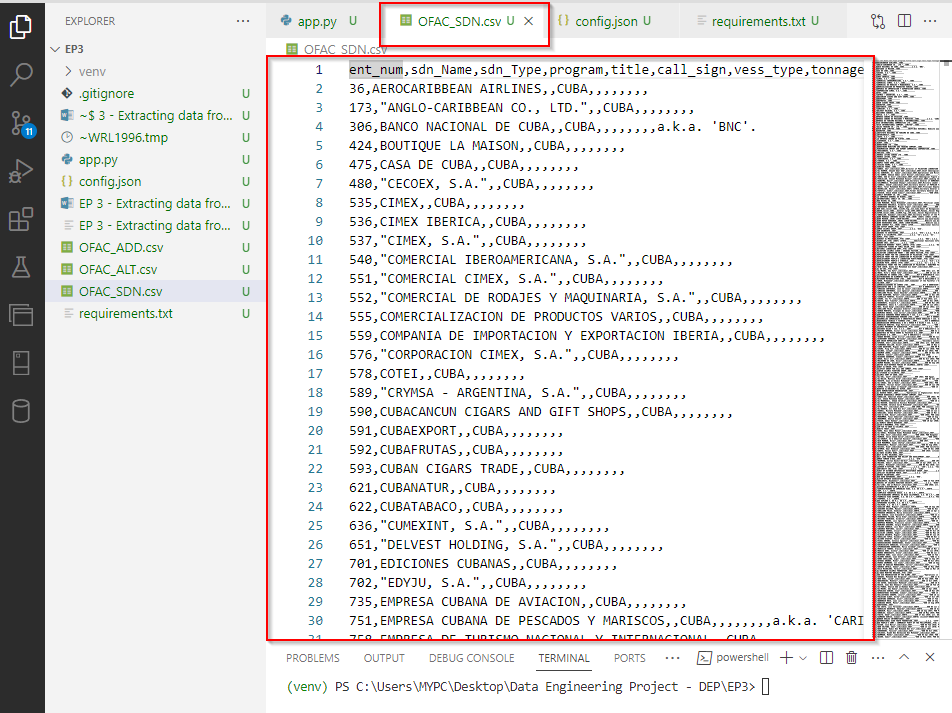 EXPLORER
EP3
venv
.gitignore U
~$ 3 - Extracting data fro... U
~WRL1996.tmp U
app.py U
config.json U
EP 3 - Extracting data fro... U
EP 3 - Extracting data fro... U
OFAC_ADD.csv U
OFAC_ALT.csv U
OFAC_SDN.csv U
requirements.txt U
11
app.py U
OFAC_SDN.csv U
config.json U
requirements.txt U
OFAC_SDN.csv
1 ent_num,sdn_Name,sdn_Type,program,title,call_sign,vess_type,tonnage
2 36,AEROCARIBBEAN AIRLINES,,CUBA,,,,,,,,
3 173,"ANGLO-CARIBBEAN CO., LTD.",,CUBA,,,,,,,,
4 306,BANCO NACIONAL DE CUBA,,CUBA,,,,,,,,a.k.a. 'BNC'.
5 424,BOUTIQUE LA MAISON,,CUBA,,,,,,,,
6 475,CASA DE CUBA,,CUBA,,,,,,,,
7 480,"CECOEX, S.A.",,CUBA,,,,,,,,
8 535,CIMEX,,CUBA,,,,,,,,
9 536,CIMEX IBERICA,,CUBA,,,,,,,,
10 537,"CIMEX, S.A.",,CUBA,,,,,,,,
11 540,"COMERCIAL IBEROAMERICANA, S.A.",,CUBA,,,,,,,,
12 551,"COMERCIAL CIMEX, S.A.",,CUBA,,,,,,,,
13 552,"COMERCIAL DE RODAJES Y MAQUINARIA, S.A.",,CUBA,,,,,,,,
14 555,COMERCIALIZACION DE PRODUCTOS VARIOS,,CUBA,,,,,,,,
15 559,COMPANIA DE IMPORTACION Y EXPORTACION IBERIA,,CUBA,,,,,,,,
16 576,"CORPORACION CIMEX, S.A.",,CUBA,,,,,,,,
17 578,COTEI,,CUBA,,,,,,,,
18 589,"CRYMSA - ARGENTINA, S.A.",,CUBA,,,,,,,,
19 590,CUBACANCUN CIGARS AND GIFT SHOPS,,CUBA,,,,,,,,
20 591,CUBAEXPORT,,CUBA,,,,,,,,
21 592,CUBAFRUTAS,,CUBA,,,,,,,,
22 593,CUBAN CIGARS TRADE,,CUBA,,,,,,,,
23 621,CUBANATUR,,CUBA,,,,,,,,
24 622,CUBATABACO,,CUBA,,,,,,,,
25 636,"CUMEXINT, S.A.",,CUBA,,,,,,,,
26 651,"DELVEST HOLDING, S.A.",,CUBA,,,,,,,,
27 701,EDICIONES CUBANAS,,CUBA,,,,,,,,
28 702,"EDYJU, S.A.",,CUBA,,,,,,,,
29 735,EMPRESA CUBANA DE AVIACION,,CUBA,,,,,,,,
30 751,EMPRESA CUBANA DE PESCADOS Y MARISCOS,,CUBA,,,,,,,,a.k.a. 'CARI
31 758,EMPRESA DE TURISMO NACIONAL Y INTERNACIONAL,,CUBA
PROBLEMS OUTPUT DEBUG CONSOLE TERMINAL PORTS powershell
(venv) PS C:\Users\MYPC\Desktop\Data Engineering Project - DEP\EP3>